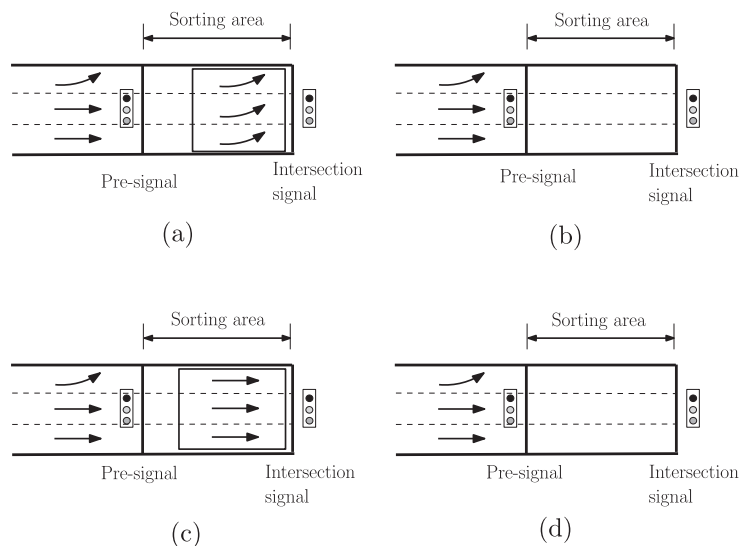 Sorting area
Pre-signal
Intersection
signal
(a)
Sorting area
Pre-signal
Intersection
signal
(b)
Sorting area
Pre-signal
Intersection
signal
(c)
Sorting area
Pre-signal
Intersection
signal
(d)